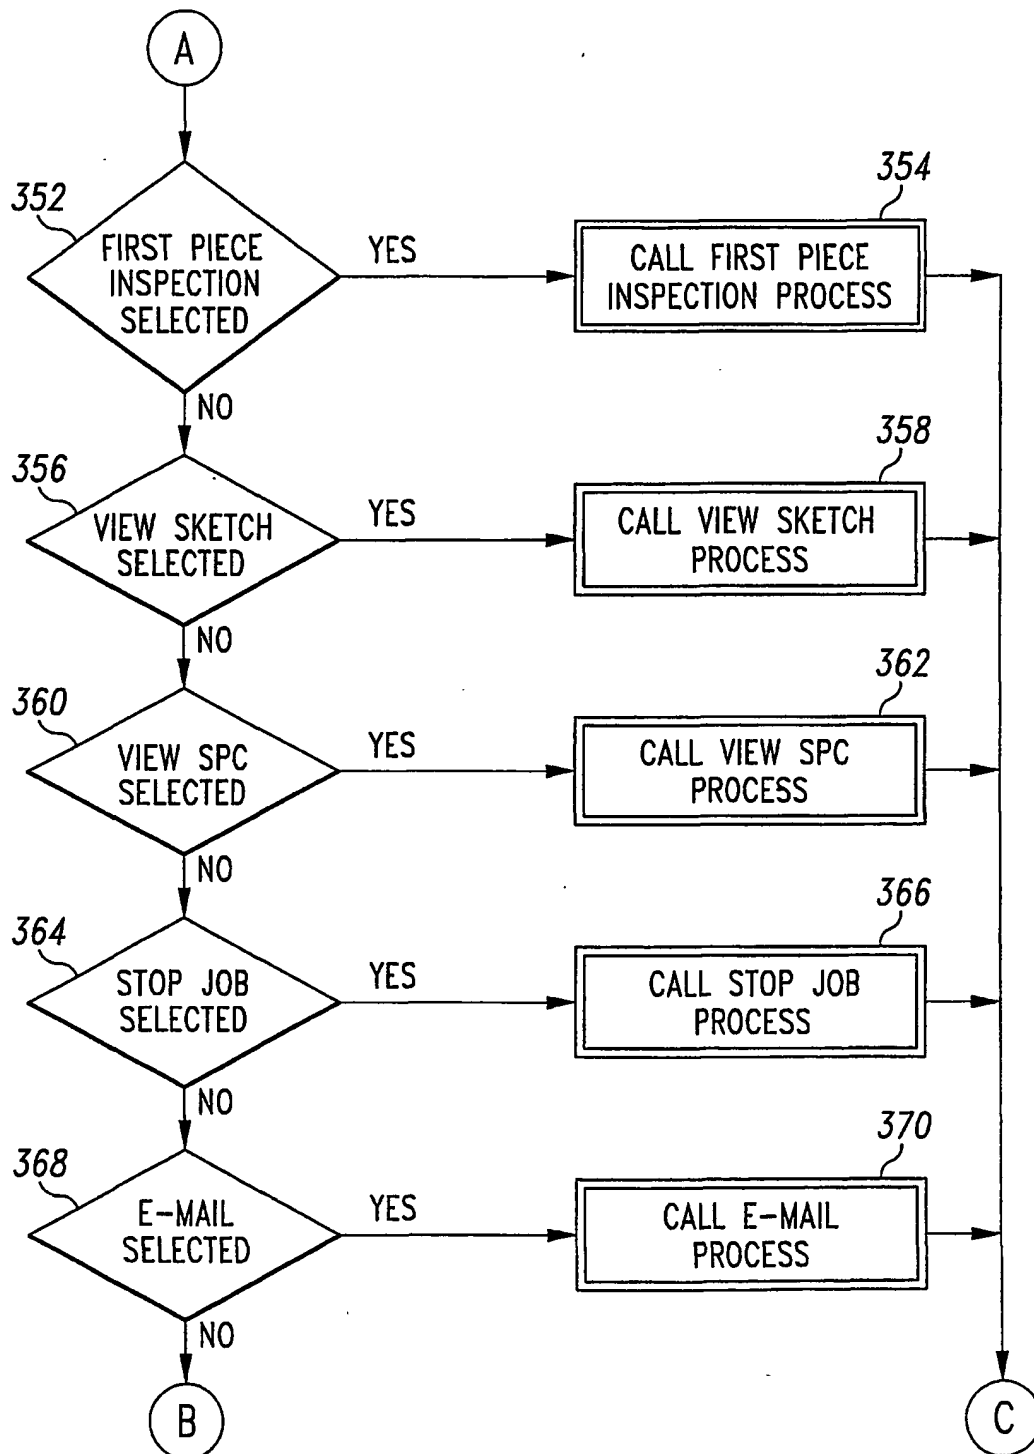 A
352
FIRST PIECE
INSPECTION
SELECTED
YES
354
CALL FIRST PIECE
INSPECTION PROCESS
NO
356
VIEW SKETCH
SELECTED
YES
358
CALL VIEW SKETCH
PROCESS
NO
360
VIEW SPC
SELECTED
YES
362
CALL VIEW SPC
PROCESS
NO
364
STOP JOB
SELECTED
YES
366
CALL STOP JOB
PROCESS
NO
368
E-MAIL
SELECTED
YES
370
CALL E-MAIL
PROCESS
NO
B
C